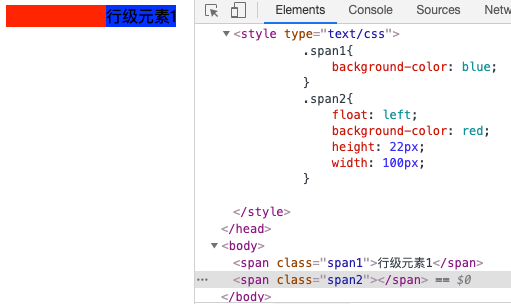 行级元素1
Elements Console Sources Netw
<style type="text/css">
.span1{
background-color: blue;
}
.span2{
float: left;
background-color: red;
height: 22px;
width: 100px;
}
</style>
</head>
<body>
<span class="span1">行级元素1</span>
<span class="span2"></span> == $0
</body>